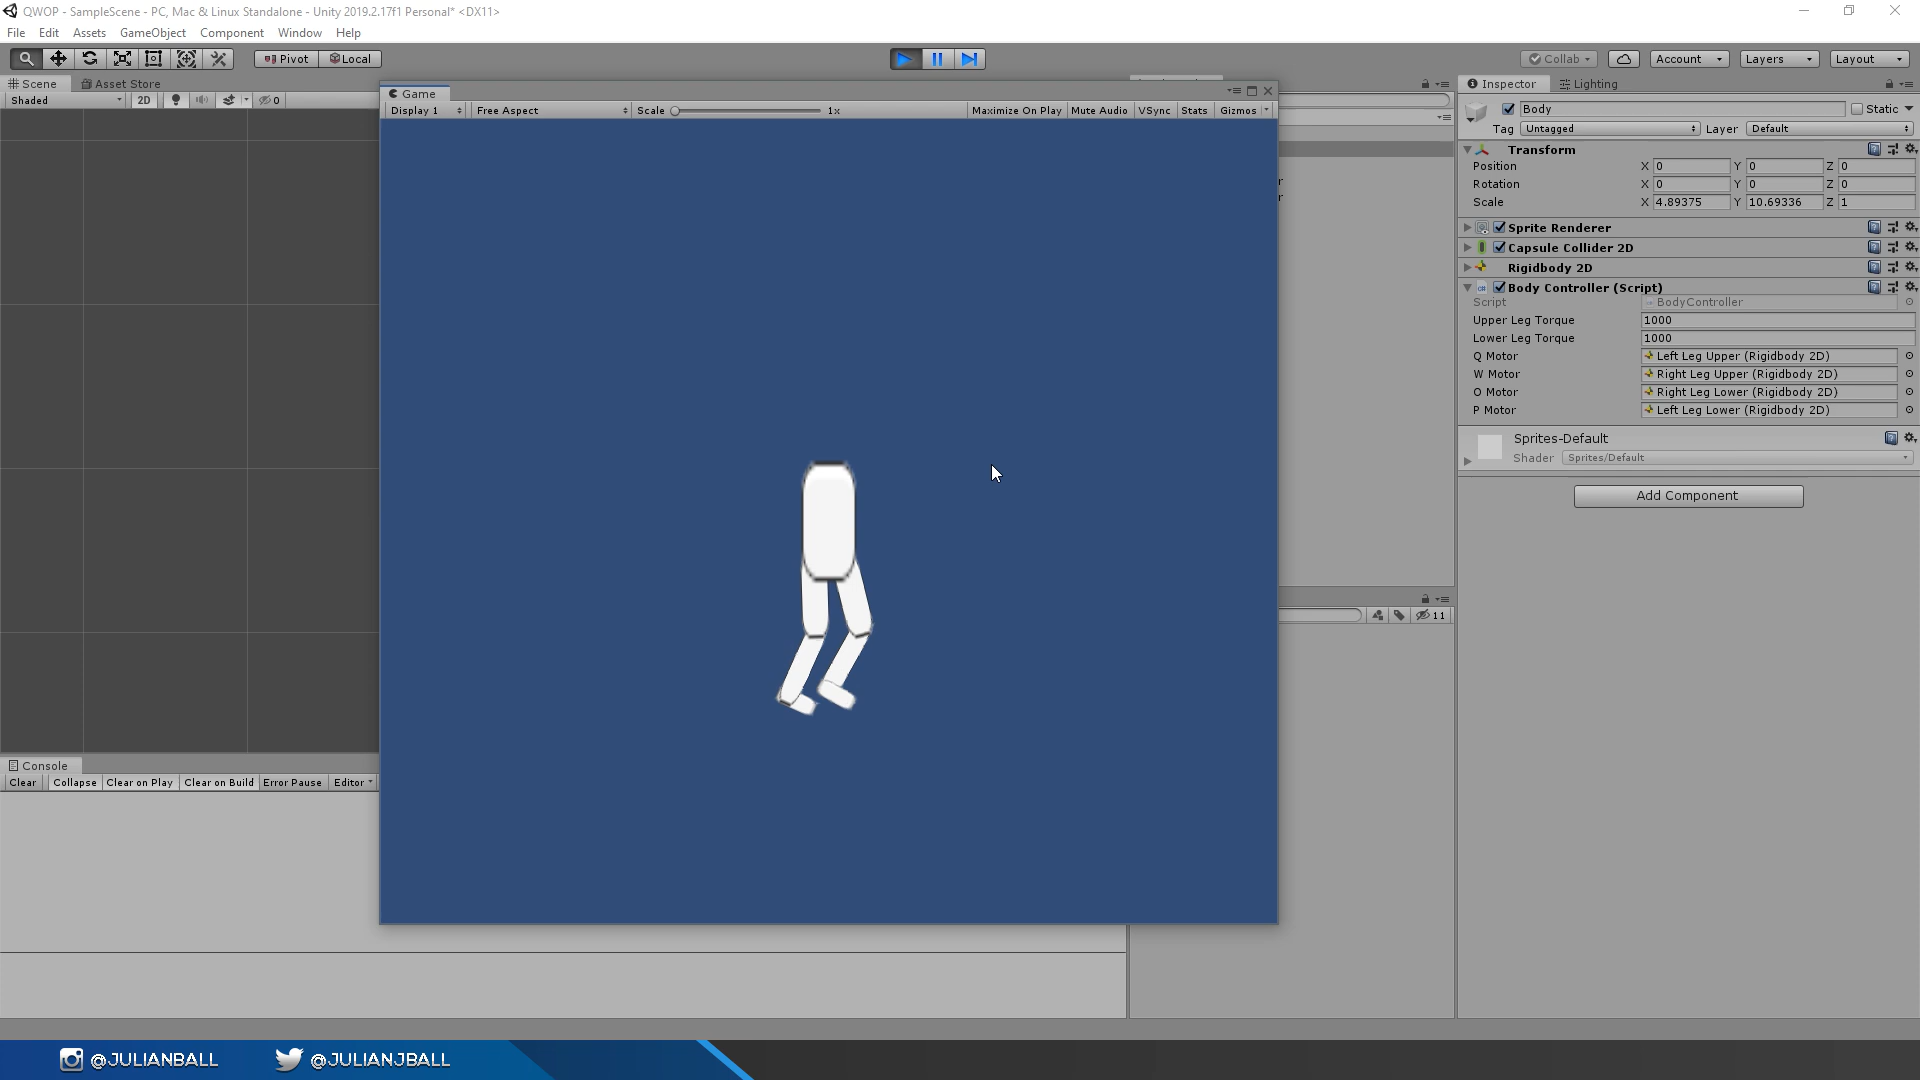 QWOP - SampleScene - PC, Mac & Linux Standalone - Unity 2019.2.17f1 Personal* <DX11>
File Edit Assets GameObject Component Window Help
Pivot Local Collab Account Layers Layout
Scene Asset Store
Shaded 2D 0
Game
Display 1 Free Aspect Scale 1x Maximize On Play Mute Audio VSync Stats Gizmos
r
r
11
Inspector Lighting
Body Static
Tag Untagged Layer Default
Transform
Position X 0 Y 0 Z 0
Rotation X 0 Y 0 Z 0
Scale X 4.89375 Y 10.69336 Z 1
Sprite Renderer
Capsule Collider 2D
Rigidbody 2D
Body Controller (Script)
Script BodyController
Upper Leg Torque 1000
Lower Leg Torque 1000
Q Motor Left Leg Upper (Rigidbody 2D)
W Motor Right Leg Upper (Rigidbody 2D)
O Motor Right Leg Lower (Rigidbody 2D)
P Motor Left Leg Lower (Rigidbody 2D)
Sprites-Default
Shader Sprites/Default
Add Component
Console
Clear Collapse Clear on Play Clear on Build Error Pause Editor
@JULIANBALL @JULIANJBALL